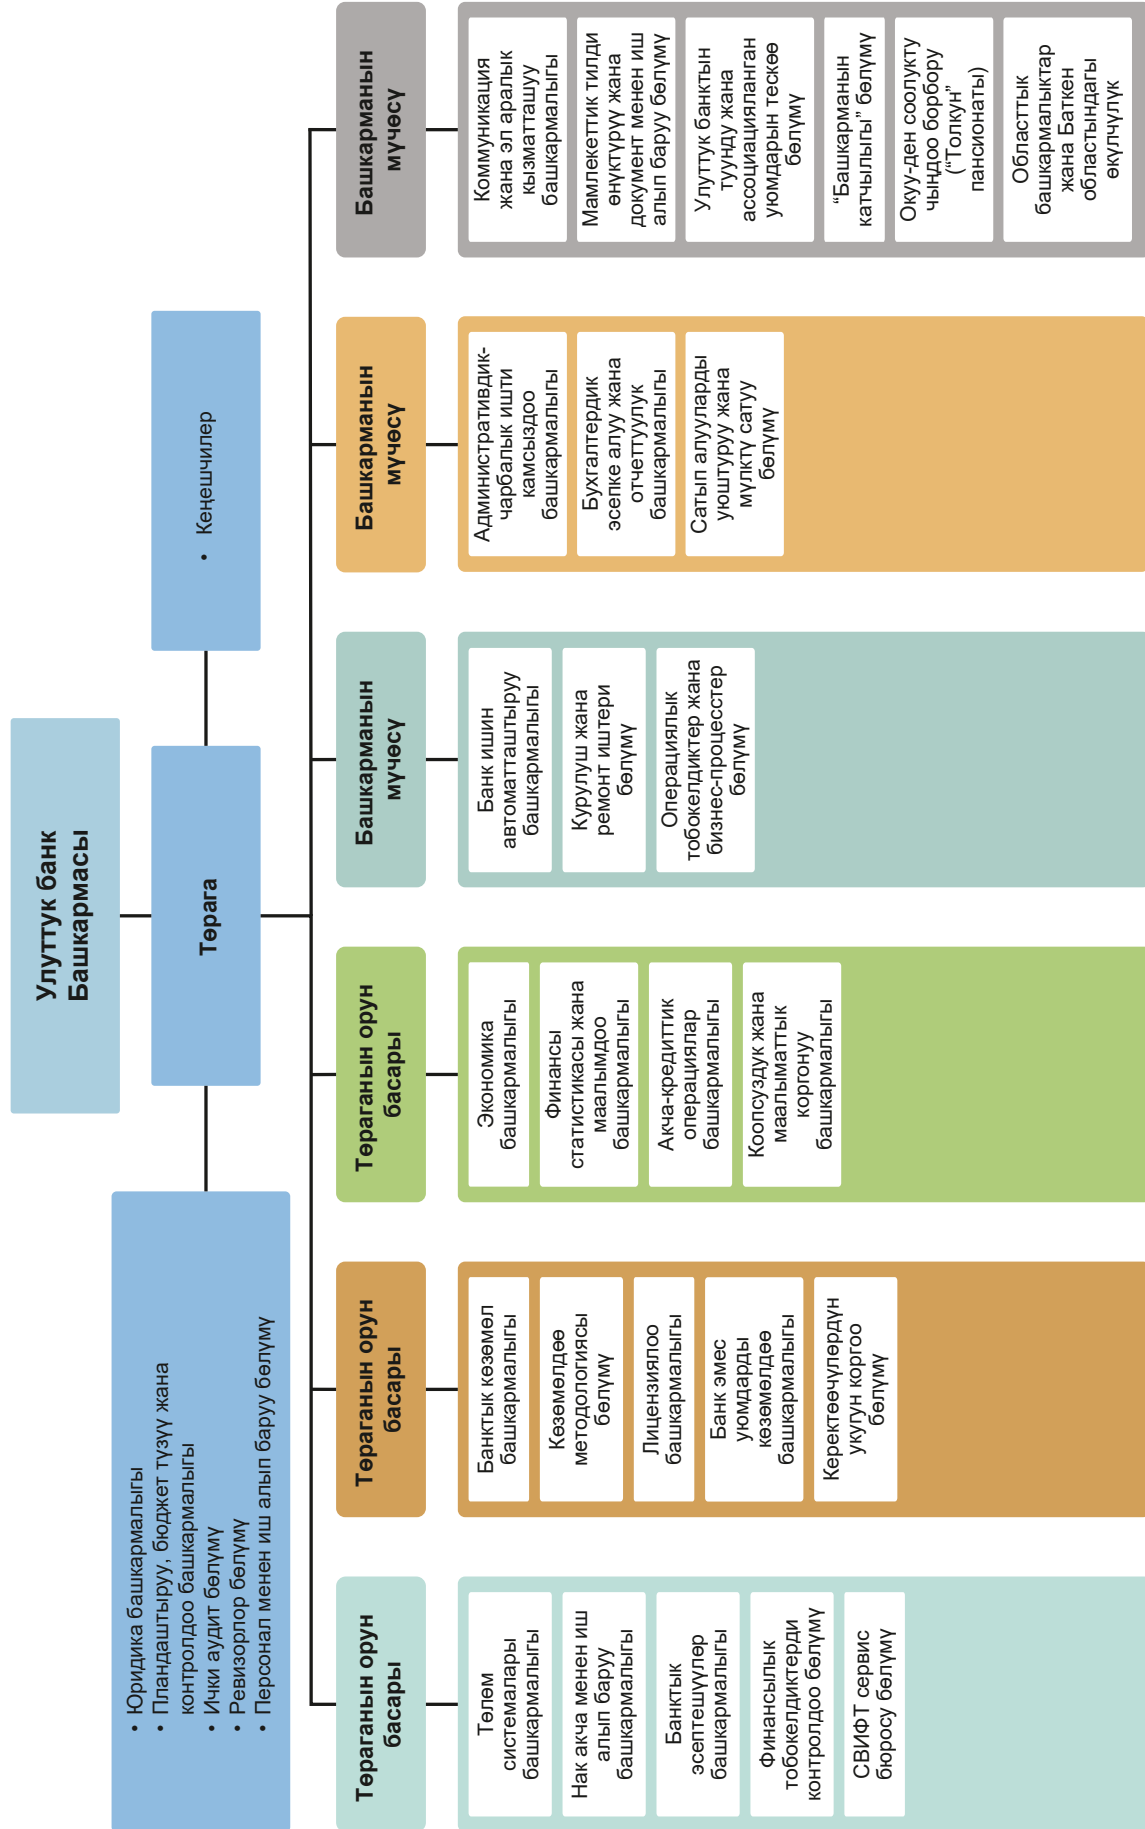 Улуттук банк
Башкармасы
• Юридика башкармалыгы
• Пландаштыруу, бюджет түзүү жана
контролдоо башкармалыгы
• Ички аудит бөлүмү
• Ревизорлор бөлүмү
• Персонал менен иш алып баруу бөлүмү
Төрага
• Кеңешчилер
Төраганын орун
басары
Төлөм
системалары
башкармалыгы
Нак акча менен иш
алып баруу
башкармалыгы
Банктык
эсептешүүлөр
башкармалыгы
Финансылык
тобокелдиктерди
контролдоо бөлүмү
СВИФТ сервис
бюросу бөлүмү
Төраганын орун
басары
Банктык көзөмөл
башкармалыгы
Көзөмөлдөө
методологиясы
бөлүмү
Лицензиялоо
башкармалыгы
Банк эмес
уюмдарды
көзөмөлдөө
башкармалыгы
Керектөөчүлөрдүн
укугун коргоо
бөлүмү
Төраганын орун
басары
Экономика
башкармалыгы
Финансы
статистикасы жана
маалымдоо
башкармалыгы
Акча-кредиттик
операциялар
башкармалыгы
Коопсуздук жана
маалыматтык
коргонуу
башкармалыгы
Башкарманын
мүчөсү
Банк ишин
автоматташтыруу
башкармалыгы
Курулуш жана
ремонт иштери
бөлүмү
Операциялык
тобокелдиктер жана
бизнес-процесстер
бөлүмү
Башкарманын
мүчөсү
Административдик-
чарбалык ишти
камсыздоо
башкармалыгы
Бухгалтердик
эсепке алуу жана
отчеттуулук
башкармалыгы
Сатып алууларды
уюштуруу жана
мүлктү сатуу
бөлүмү
Башкарманын
мүчөсү
Коммуникация
жана эл аралык
кызматташуу
башкармалыгы
Мамлекеттик тилди
өнүктүрүү жана
документ менен иш
алып баруу бөлүмү
Улуттук банктын
туунду жана
ассоциацияланган
уюмдарын тескөө
бөлүмү
“Башкарманын
катчылыгы” бөлүмү
Окуу-ден соолукту
чындоо борбору
(“Толкун”
пансионаты)
Областтык
башкармалыктар
жана Баткен
областындагы
өкүлчүлүк